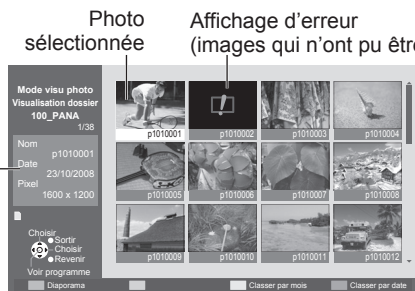 Photo
sélectionnée
Affichage d'erreur
(images qui n'ont pu êtr
Mode visu photo
Visualisation dossier
100_PANA
1/38
Nom
p1010001
Date
23/10/2008
Pixel
1600 x 1200
Choisir
Sortir
Choisir
Revenir
Voir programme
p1010001
p1010002
p1010003
p1010004
p1010005
p1010006
p1010007
p1010008
p1010009
p1010010
p1010011
p1010012
Diaporama
Classer par mois
Classer par date